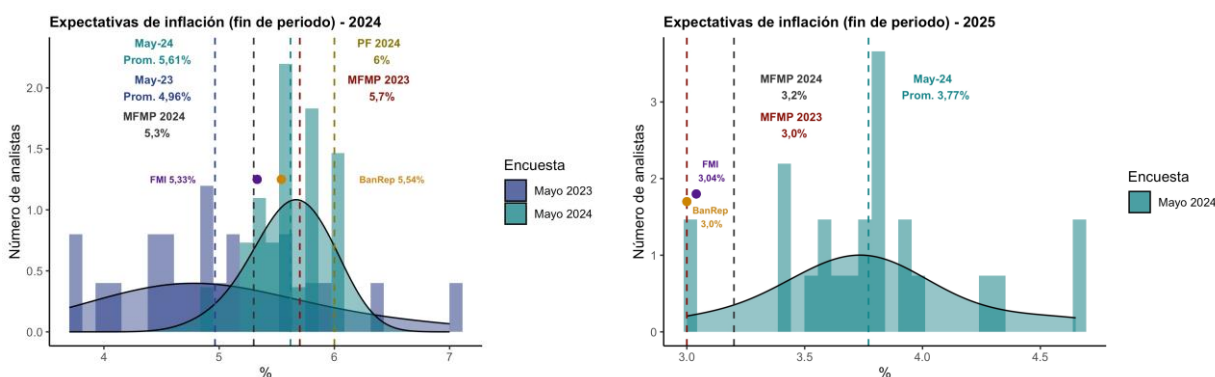 Expectativas de inflación (fin de periodo) - 2024
May-24
Prom. 5,61%
PF 2024
6%
May-23
Prom. 4,96%
MFMP 2023
5,7%
MFMP 2024
5,3%
FMI 5,33%
BanRep 5,54%
Número de analistas
2.0
1.5
1.0
0.5
0.0
4
5
6
7
%
Encuesta
Mayo 2023
Mayo 2024
Expectativas de inflación (fin de periodo) - 2025
MFMP 2024
3,2%
May-24
Prom. 3,77%
MFMP 2023
3,0%
FMI
3,04%
BanRep
3,0%
Número de analistas
3
2
1
0
3.0
3.5
4.0
4.5
%
Encuesta
Mayo 2024